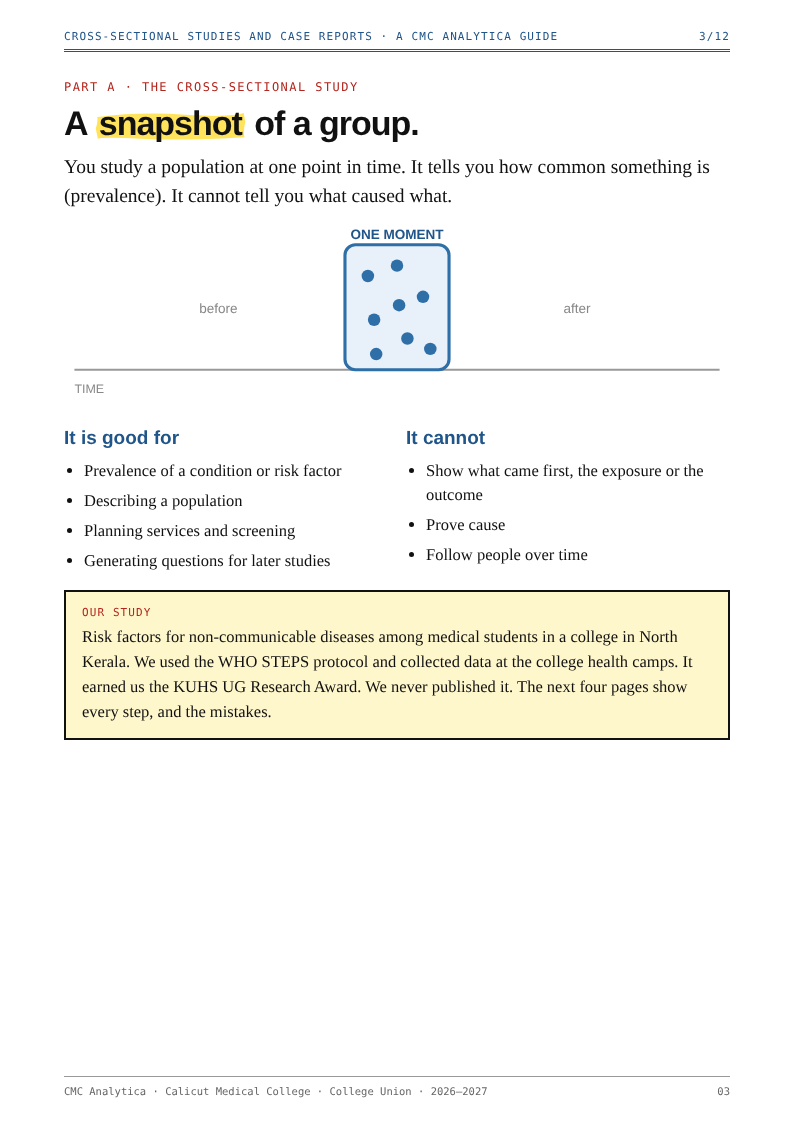 CROSS-SECTIONAL STUDIES AND CASE REPORTS · A CMC ANALYTICA GUIDE 3/12
PART A · THE CROSS-SECTIONAL STUDY
A snapshot of a group.
You study a population at one point in time. It tells you how common something is
(prevalence). It cannot tell you what caused what.
ONE MOMENT
before
after
TIME
It is good for
• Prevalence of a condition or risk factor
• Describing a population
• Planning services and screening
• Generating questions for later studies
It cannot
• Show what came first, the exposure or the
outcome
• Prove cause
• Follow people over time
OUR STUDY
Risk factors for non-communicable diseases among medical students in a college in North
Kerala. We used the WHO STEPS protocol and collected data at the college health camps. It
earned us the KUHS UG Research Award. We never published it. The next four pages show
every step, and the mistakes.
CMC Analytica · Calicut Medical College · College Union · 2026–2027 03